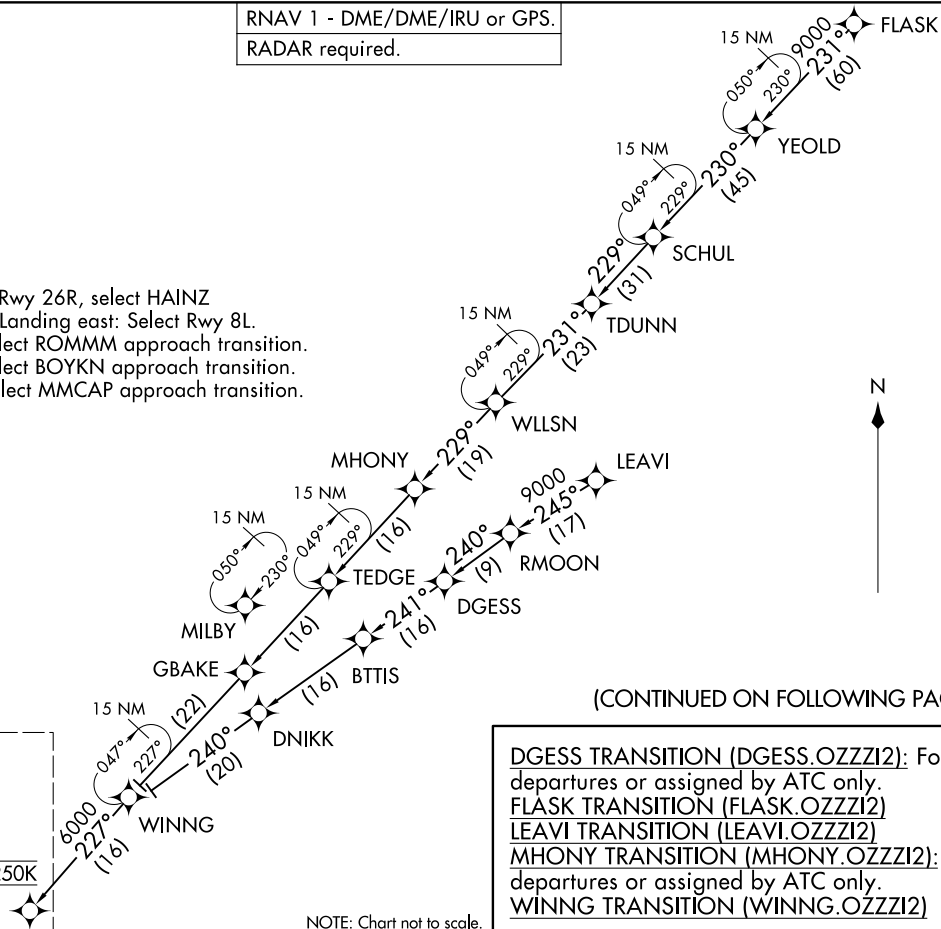 RNAV 1 - DME/DME/IRU or GPS.
RADAR required.
FLASK
9000
231°
(60)
15 NM
050°
230°
YEOLD
230°
(45)
15 NM
049°
229°
SCHUL
229°
(31)
TDUNN
Rwy 26R, select HAINZ
Landing east: Select Rwy 8L.
lect ROMMM approach transition.
lect BOYKN approach transition.
elect MMCAP approach transition.
15 NM
049°
229°
231°
(23)
WLLSN
N
229°
(19)
MHONY
LEAVI
9000
245°
(17)
15 NM
049°
229°
(16)
15 NM
050°
230°
240°
(9)
RMOON
TEDGE
DGESS
MILBY
241°
(16)
(16)
BTTIS
GBAKE
(16)
(22)
DNIKK
15 NM
047°
227°
240°
(20)
WINNG
6000
227°
(16)
50K
(CONTINUED ON FOLLOWING PAG
DGESS TRANSITION (DGESS.OZZZI2): Fo
departures or assigned by ATC only.
FLASK TRANSITION (FLASK.OZZZI2)
LEAVI TRANSITION (LEAVI.OZZZI2)
MHONY TRANSITION (MHONY.OZZZI2):
departures or assigned by ATC only.
WINNG TRANSITION (WINNG.OZZZI2)
NOTE: Chart not to scale.